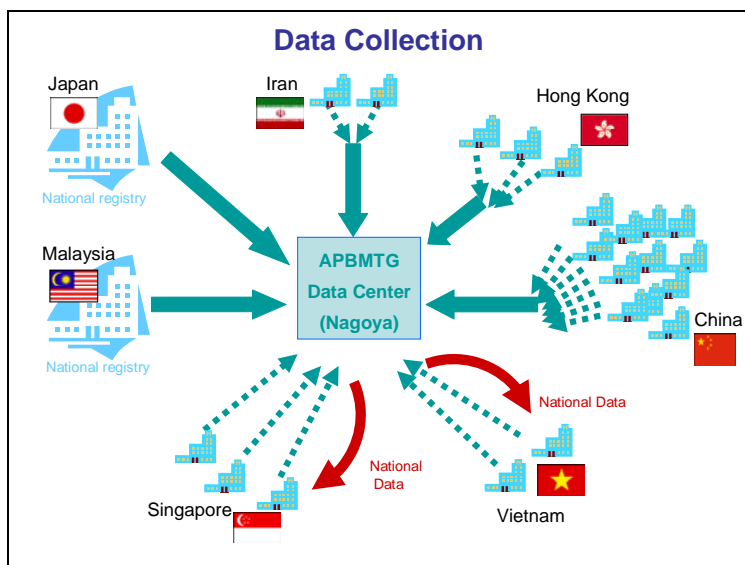 Data Collection
Japan
Iran
Hong Kong
National registry
Malaysia
APBMTG
Data Center
(Nagoya)
China
National registry
National Data
National
Data
Singapore
Vietnam